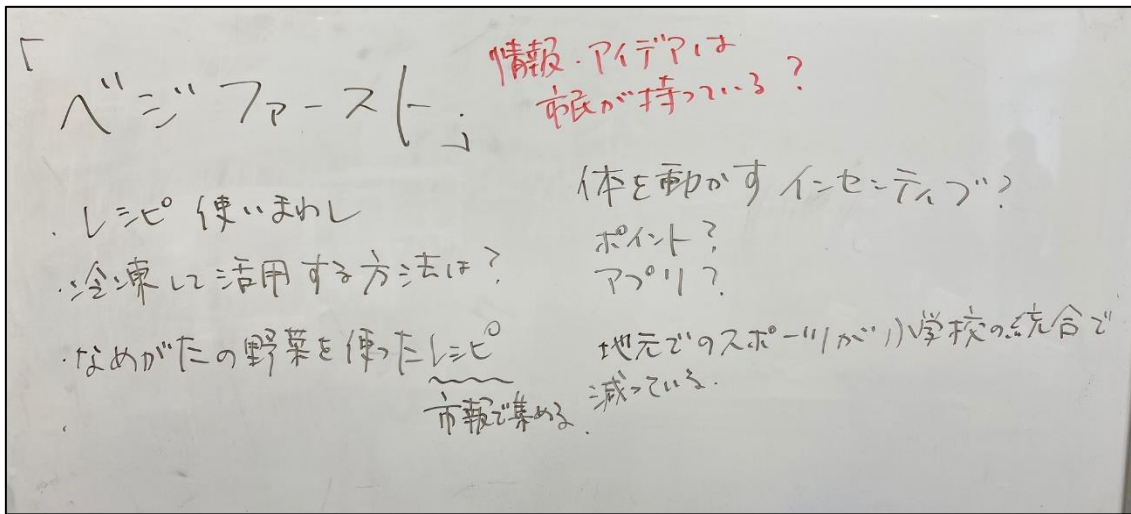 「ベジファースト」
情報・アイデアは
市民が持っている?
・レシピ 使いまわし
・冷凍して活用する方法は?
・なめがたの野菜を使ったレシピ
市報で集める.
・
体を動かす インセンティブ?
ポイント?
アプリ?
地元でのスポーツが小学校の統合で
減っている.